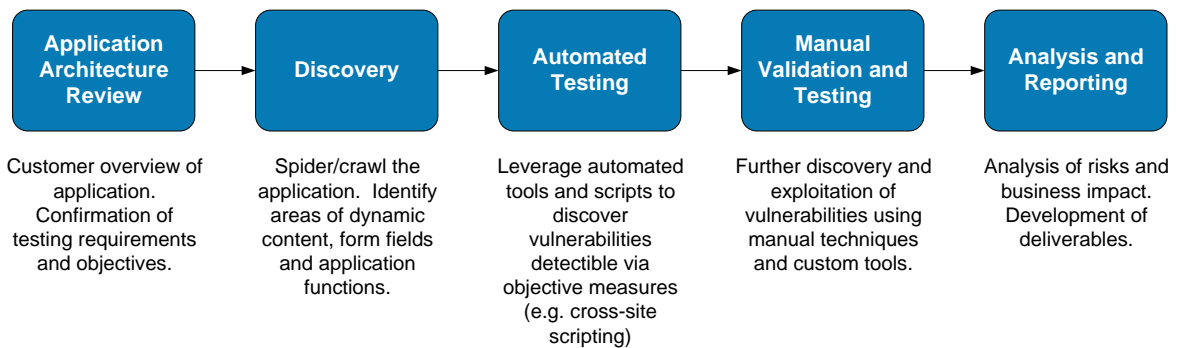 Application
Architecture
Review
Discovery
Automated
Testing
Manual
Validation and
Testing
Analysis and
Reporting
Customer overview of
application.
Confirmation of
testing requirements
and objectives.
Spider/crawl the
application.  Identify
areas of dynamic
content, form fields
and application
functions.
Leverage automated
tools and scripts to
discover
vulnerabilities
detectible via
objective measures
(e.g. cross-site
scripting)
Further discovery and
exploitation of
vulnerabilities using
manual techniques
and custom tools.
Analysis of risks and
business impact.
Development of
deliverables.